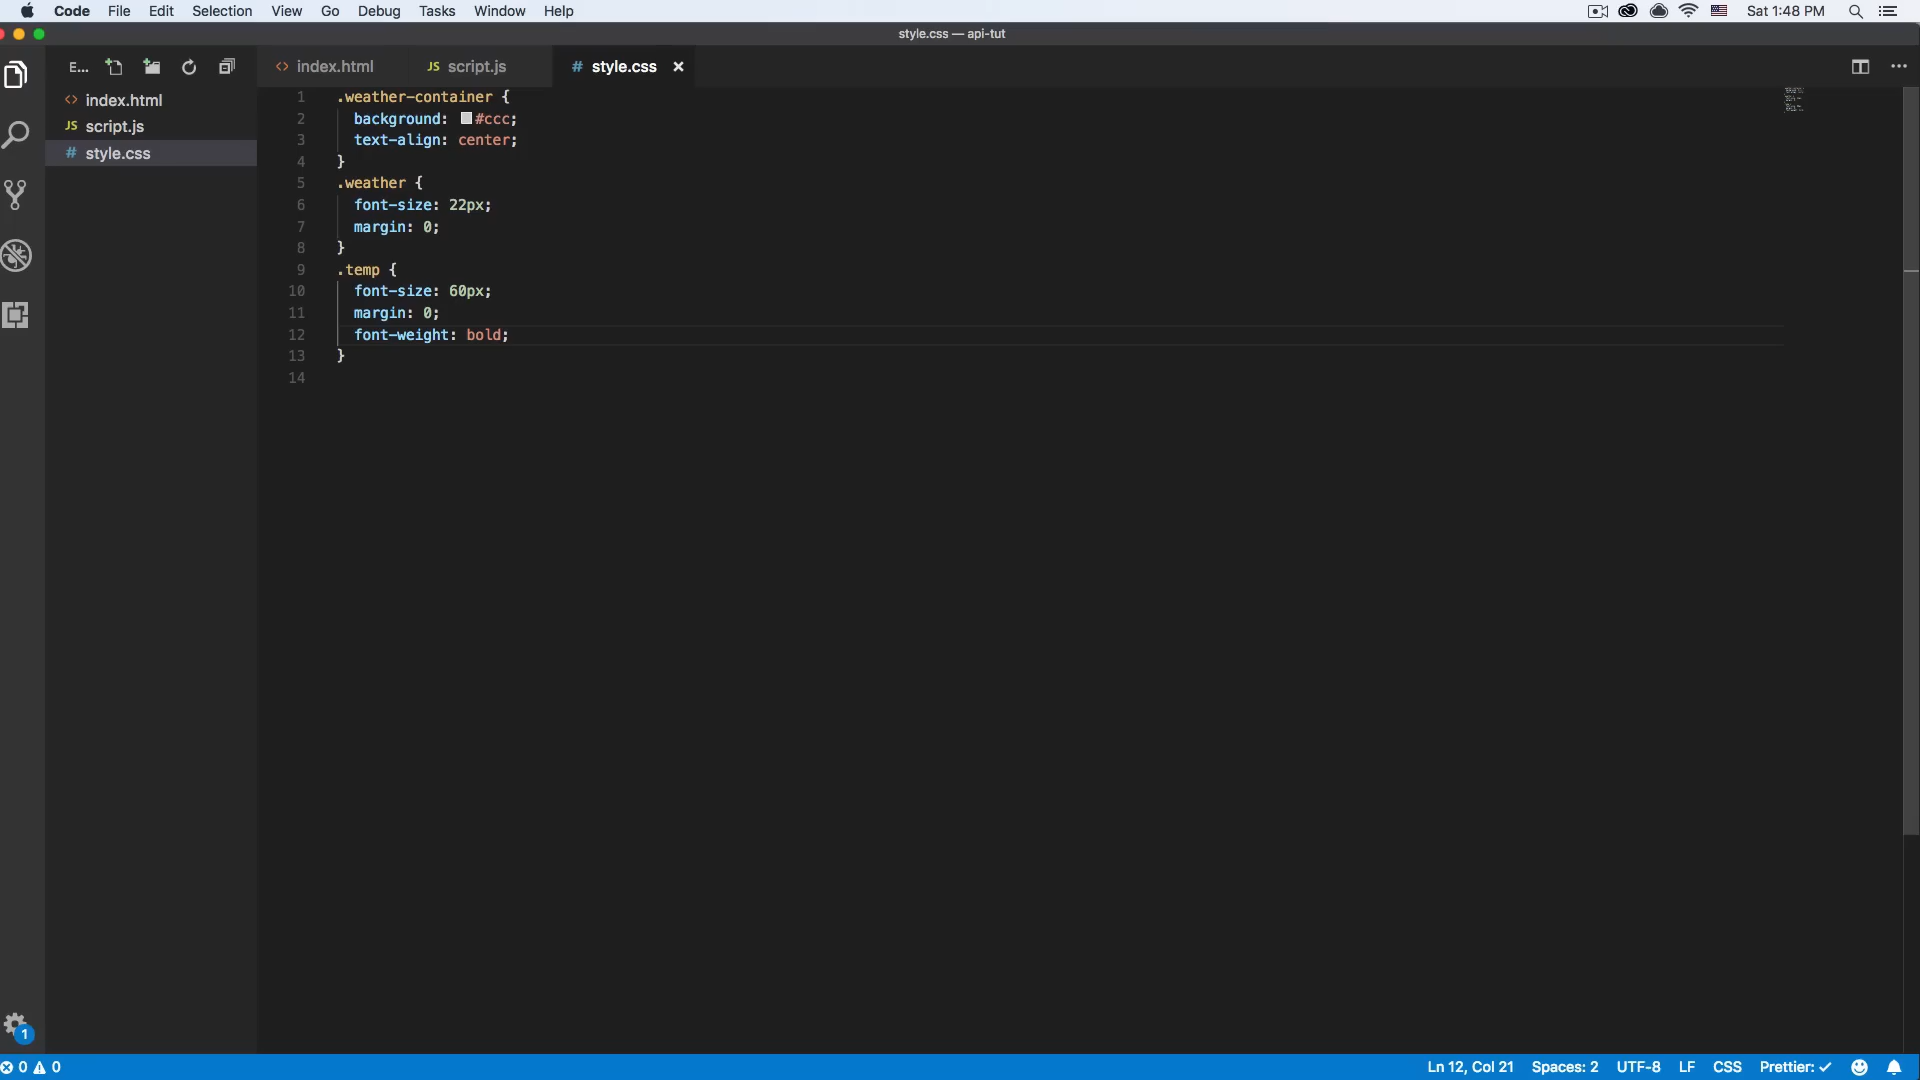 Code File Edit Selection View Go Debug Tasks Window Help Sat 1:48 PM
style.css — api-tut
E... index.html JS script.js # style.css
<> index.html
JS script.js
# style.css
1 .weather-container {
2 background: #ccc;
3 text-align: center;
4 }
5 .weather {
6 font-size: 22px;
7 margin: 0;
8 }
9 .temp {
10 font-size: 60px;
11 margin: 0;
12 font-weight: bold;
13 }
14
1
0 0 Ln 12, Col 21 Spaces: 2 UTF-8 LF CSS Prettier: ✓